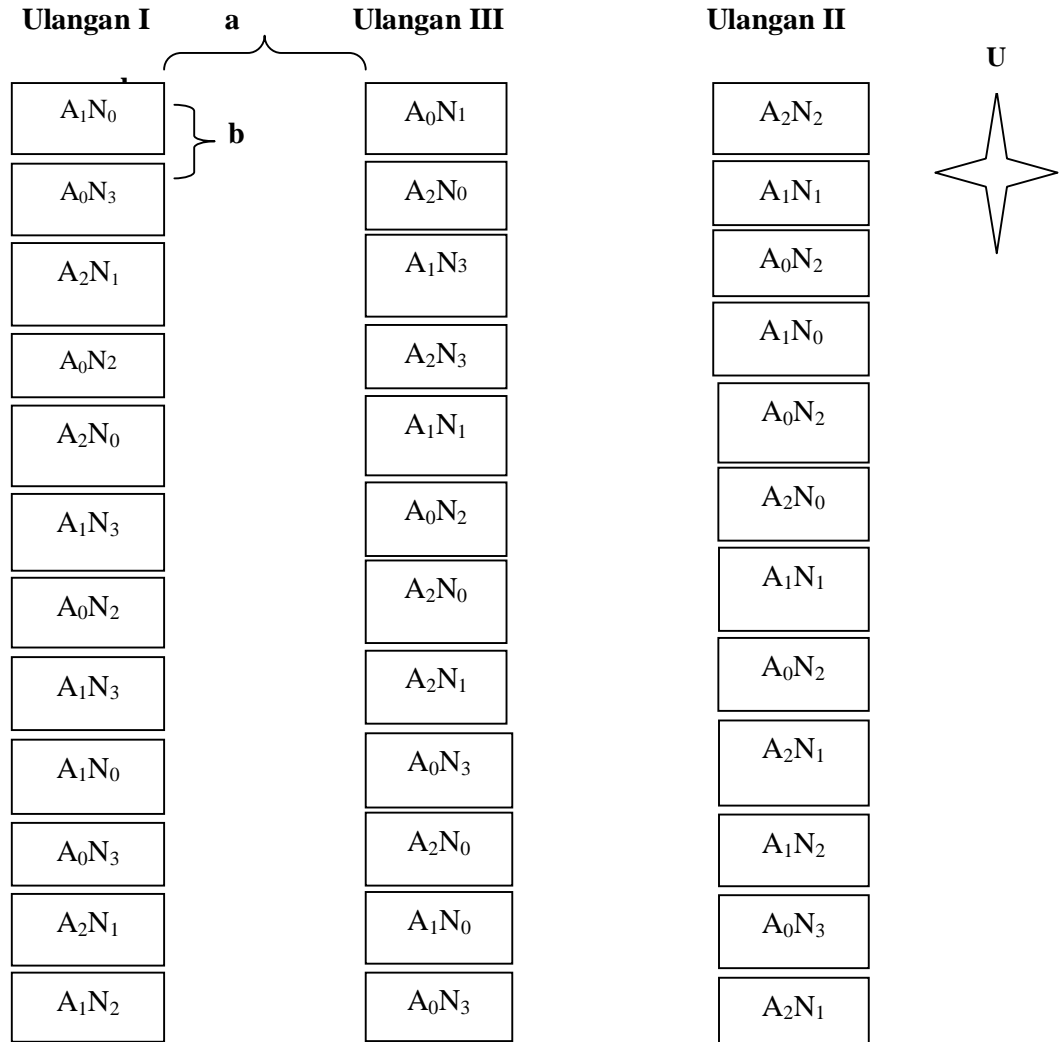 Ulangan I a Ulangan III Ulangan II
U
A₁N₀ A₀N₁ A₂N₂
b
A₀N₃ A₂N₀ A₁N₁
A₂N₁ A₁N₃ A₀N₂
A₀N₂ A₂N₃ A₁N₀
A₂N₀ A₁N₁ A₀N₂
A₁N₃ A₀N₂ A₂N₀
A₀N₂ A₂N₀ A₁N₁
A₁N₃ A₂N₁ A₀N₂
A₁N₀ A₀N₃ A₂N₁
A₀N₃ A₂N₀ A₁N₂
A₂N₁ A₁N₀ A₀N₃
A₁N₂ A₀N₃ A₂N₁